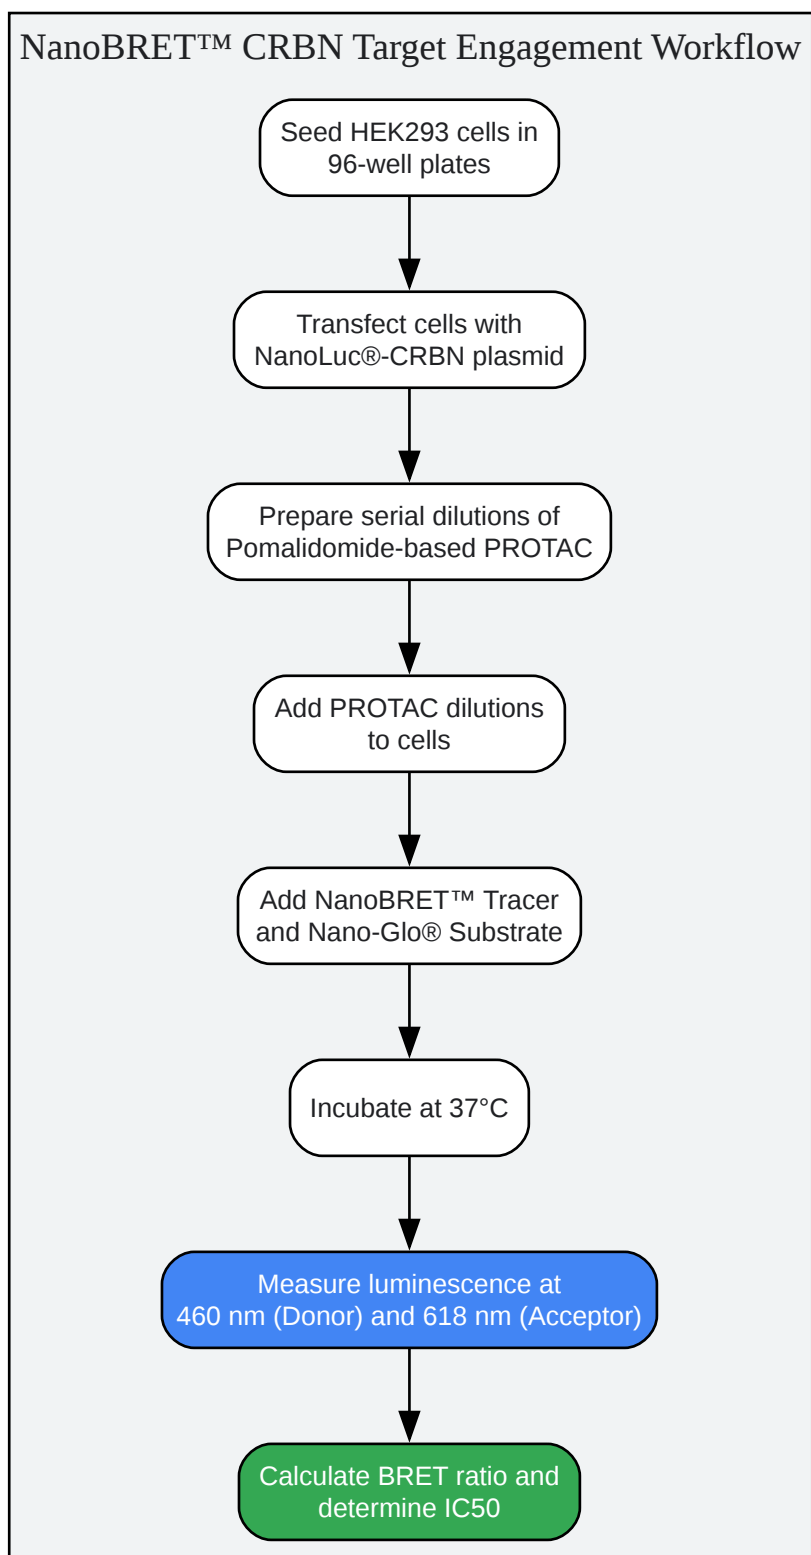 NanoBRET™ CRBN Target Engagement Workflow
Seed HEK293 cells in
96-well plates
Transfect cells with
NanoLuc®-CRBN plasmid
Prepare serial dilutions of
Pomalidomide-based PROTAC
Add PROTAC dilutions
to cells
Add NanoBRET™ Tracer
and Nano-Glo® Substrate
Incubate at 37°C
Measure luminescence at
460 nm (Donor) and 618 nm (Acceptor)
Calculate BRET ratio and
determine IC50